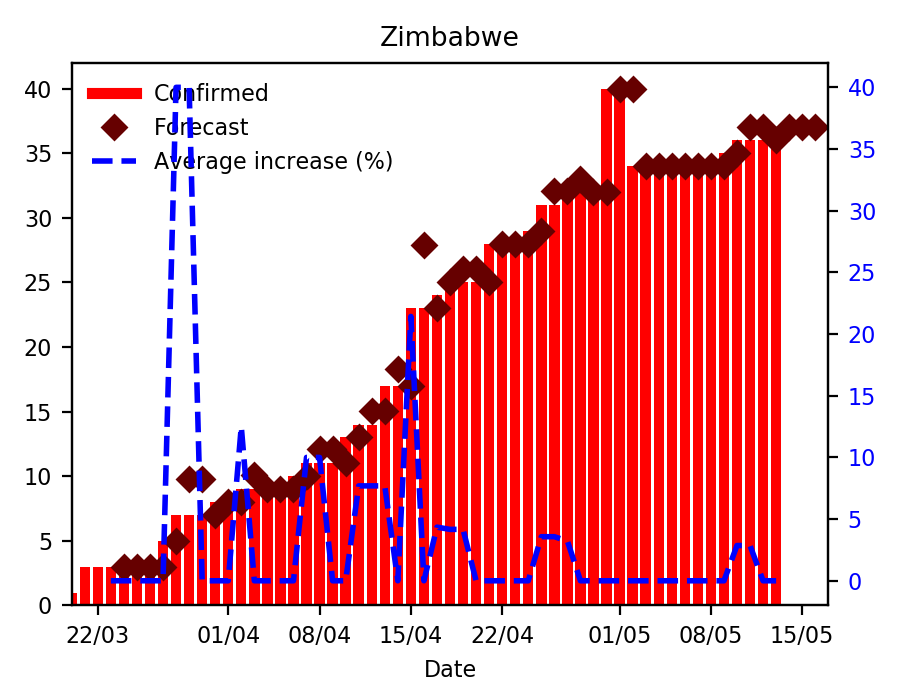 Zimbabwe
Confirmed
Forecast
Average increase (%)
40 40
35 35
30 30
25 25
20 20
15 15
10 10
5 5
0 0
22/03 01/04 08/04 15/04 22/04 01/05 08/05 15/05
Date